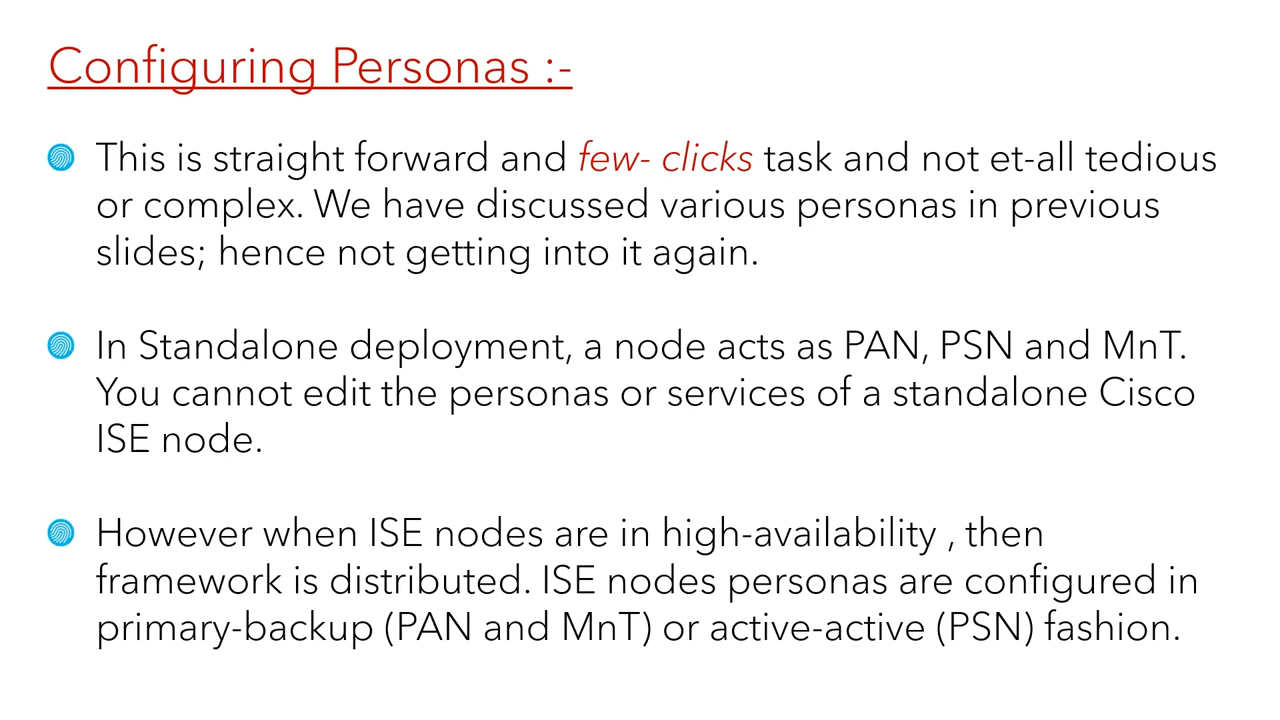 Configuring Personas :-
This is straight forward and few- clicks task and not et-all tedious
or complex. We have discussed various personas in previous
slides; hence not getting into it again.
In Standalone deployment, a node acts as PAN, PSN and MnT.
You cannot edit the personas or services of a standalone Cisco
ISE node.
However when ISE nodes are in high-availability , then
framework is distributed. ISE nodes personas are configured in
primary-backup (PAN and MnT) or active-active (PSN) fashion.